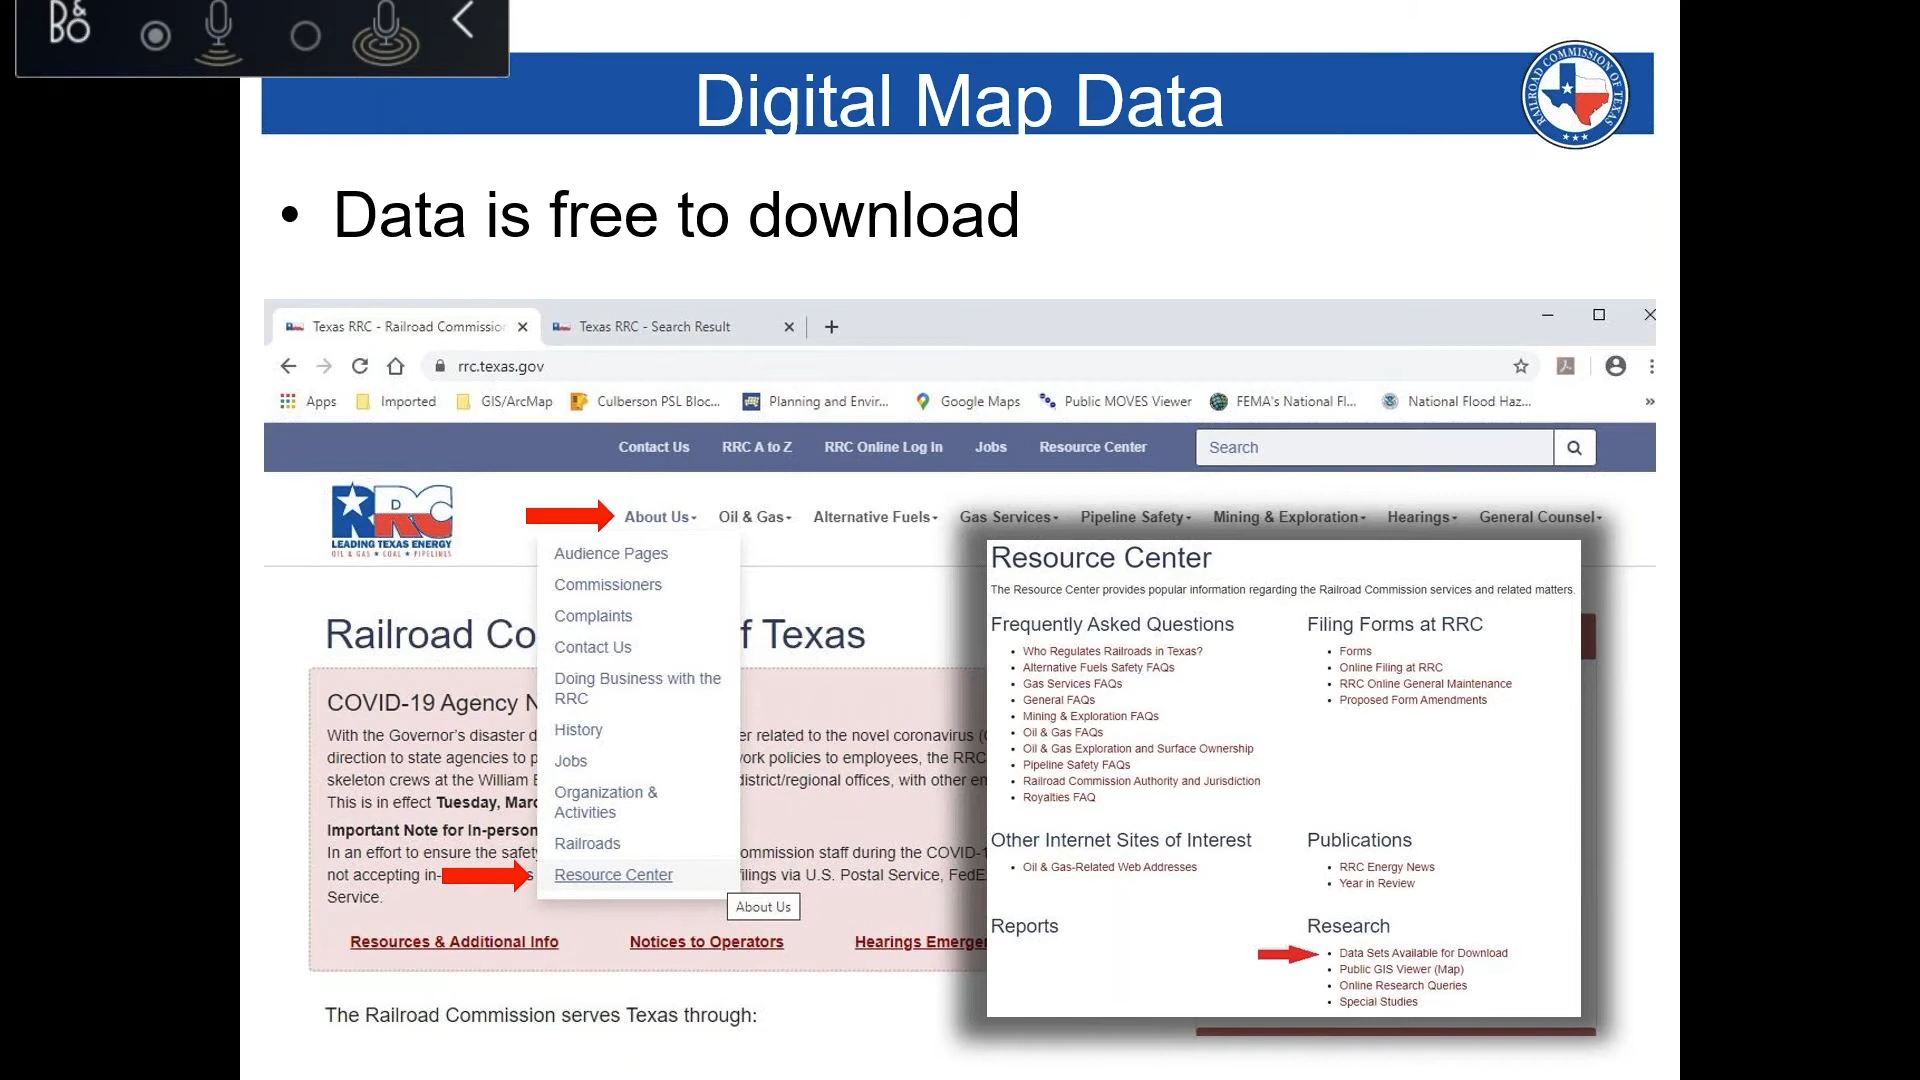 B&O
Digital Map Data
RAILROAD COMMISSION OF TEXAS
• Data is free to download
Texas RRC - Railroad Commission
Texas RRC - Search Result
rrc.texas.gov
Apps
Imported
GIS/ArcMap
Culberson PSL Bloc...
Planning and Envir...
Google Maps
Public MOVES Viewer
FEMA's National Fl...
National Flood Haz...
»
Contact Us
RRC A to Z
RRC Online Log In
Jobs
Resource Center
Search
RRC
LEADING TEXAS ENERGY
OIL & GAS ★ COAL ★ PIPELINES
About Us
Oil & Gas
Alternative Fuels
Gas Services
Pipeline Safety
Mining & Exploration
Hearings
General Counsel
Audience Pages
Commissioners
Complaints
Contact Us
Doing Business with the
RRC
History
Jobs
Organization &
Activities
Railroads
Resource Center
About Us
Railroad Co f Texas
COVID-19 Agency N
With the Governor's disaster d er related to the novel coronavirus (
direction to state agencies to p ork policies to employees, the RRC
skeleton crews at the William B district/regional offices, with other en
This is in effect Tuesday, Marc
Important Note for In-person
In an effort to ensure the safety ommission staff during the COVID-1
not accepting in- filings via U.S. Postal Service, FedEx
Service.
Resources & Additional Info
Notices to Operators
Hearings Emerge
The Railroad Commission serves Texas through:
Resource Center
The Resource Center provides popular information regarding the Railroad Commission services and related matters.
Frequently Asked Questions
• Who Regulates Railroads in Texas?
• Alternative Fuels Safety FAQs
• Gas Services FAQs
• General FAQs
• Mining & Exploration FAQs
• Oil & Gas FAQs
• Oil & Gas Exploration and Surface Ownership
• Pipeline Safety FAQs
• Railroad Commission Authority and Jurisdiction
• Royalties FAQ
Filing Forms at RRC
• Forms
• Online Filing at RRC
• RRC Online General Maintenance
• Proposed Form Amendments
Other Internet Sites of Interest
• Oil & Gas-Related Web Addresses
Publications
• RRC Energy News
• Year in Review
Reports
Research
• Data Sets Available for Download
• Public GIS Viewer (Map)
• Online Research Queries
• Special Studies